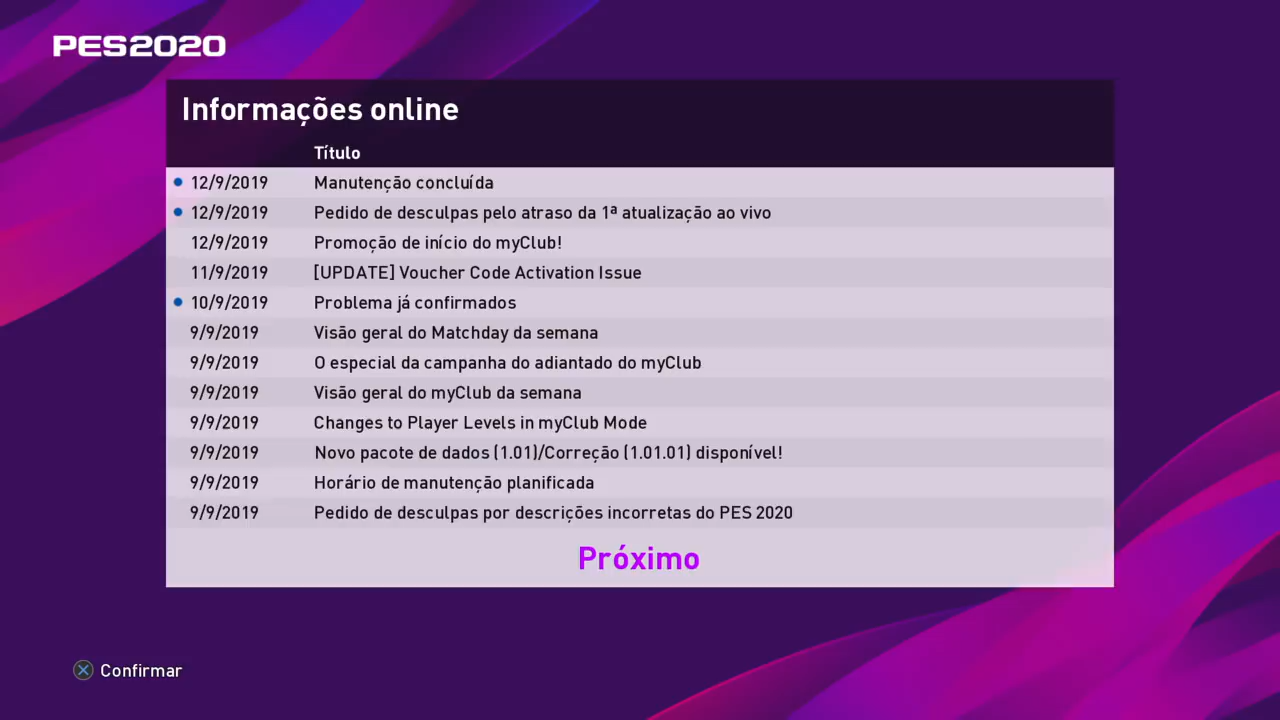 PES2020
Informações online
Título
12/9/2019 Manutenção concluída
12/9/2019 Pedido de desculpas pelo atraso da 1ª atualização ao vivo
12/9/2019 Promoção de início do myClub!
11/9/2019 [UPDATE] Voucher Code Activation Issue
10/9/2019 Problema já confirmados
9/9/2019 Visão geral do Matchday da semana
9/9/2019 O especial da campanha do adiantado do myClub
9/9/2019 Visão geral do myClub da semana
9/9/2019 Changes to Player Levels in myClub Mode
9/9/2019 Novo pacote de dados (1.01)/Correção (1.01.01) disponível!
9/9/2019 Horário de manutenção planificada
9/9/2019 Pedido de desculpas por descrições incorretas do PES 2020
Próximo
Confirmar